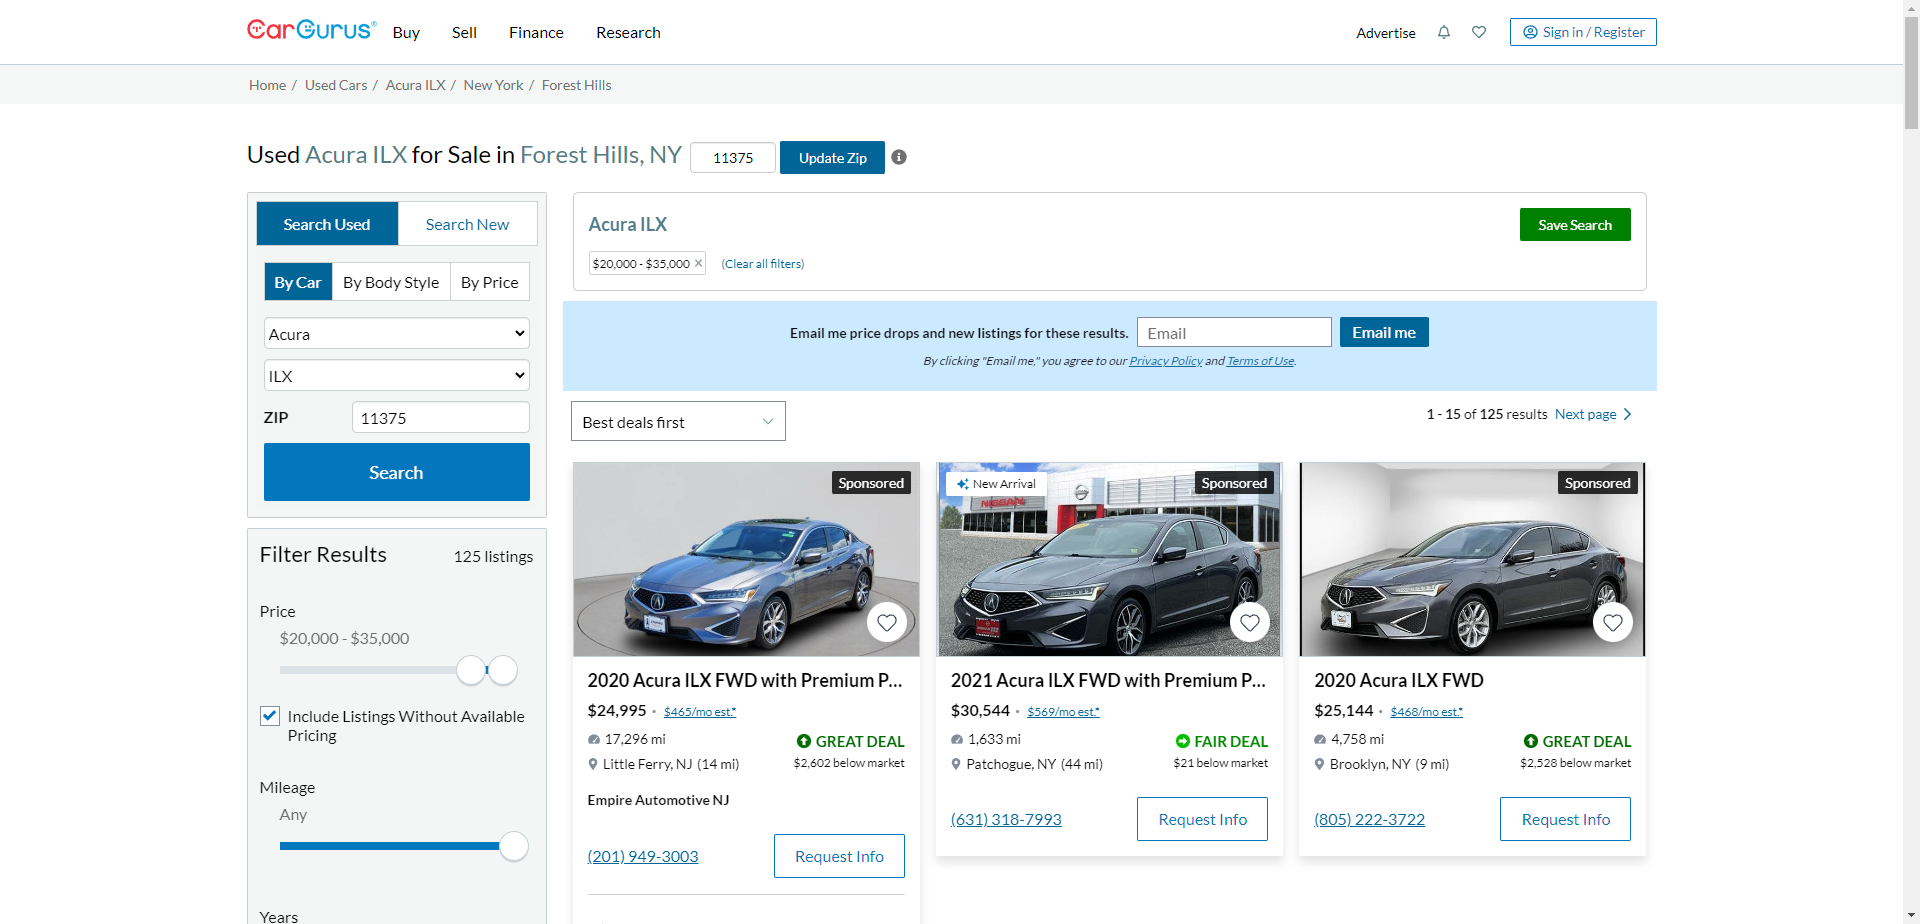 CarGurus®
Buy
Sell
Finance
Research
Advertise
Sign in / Register
Home / Used Cars / Acura ILX / New York / Forest Hills
Used Acura ILX for Sale in Forest Hills, NY
11375
Update Zip
Search Used
Search New
By Car
By Body Style
By Price
Acura
ILX
ZIP
11375
Search
Filter Results
125 listings
Price
$20,000 - $35,000
Include Listings Without Available
Pricing
Mileage
Any
Years
Acura ILX
Save Search
$20,000 - $35,000 ×
(Clear all filters)
Email me price drops and new listings for these results.
Email
Email me
By clicking "Email me," you agree to our Privacy Policy and Terms of Use.
Best deals first
1 - 15 of 125 results
Next page
Sponsored
2020 Acura ILX FWD with Premium P...
$24,995 · $465/mo est.*
17,296 mi
GREAT DEAL
Little Ferry, NJ (14 mi)
$2,602 below market
Empire Automotive NJ
(201) 949-3003
Request Info
New Arrival
Sponsored
NISSAN
2021 Acura ILX FWD with Premium P...
$30,544 · $569/mo est.*
1,633 mi
FAIR DEAL
Patchogue, NY (44 mi)
$21 below market
(631) 318-7993
Request Info
Sponsored
2020 Acura ILX FWD
$25,144 · $468/mo est.*
4,758 mi
GREAT DEAL
Brooklyn, NY (9 mi)
$2,528 below market
(805) 222-3722
Request Info